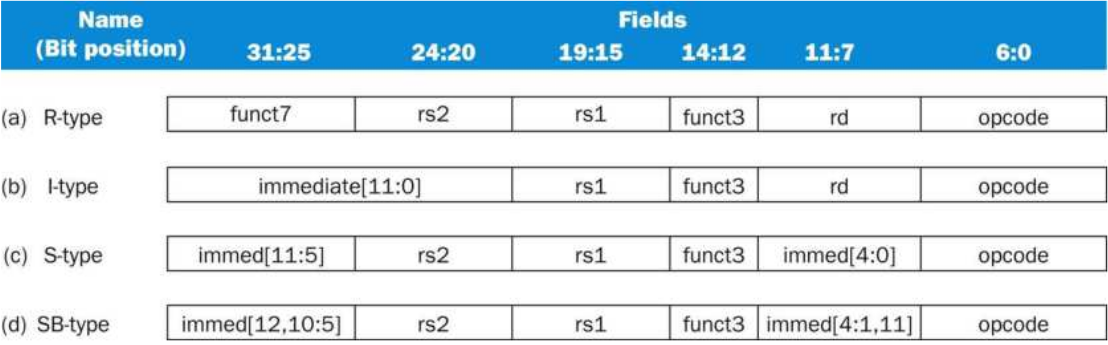 Name Fields
(Bit position) 31:25 24:20 19:15 14:12 11:7 6:0
(a) R-type funct7 rs2 rs1 funct3 rd opcode
(b) I-type immediate[11:0] rs1 funct3 rd opcode
(c) S-type immed[11:5] rs2 rs1 funct3 immed[4:0] opcode
(d) SB-type immed[12,10:5] rs2 rs1 funct3 immed[4:1,11] opcode